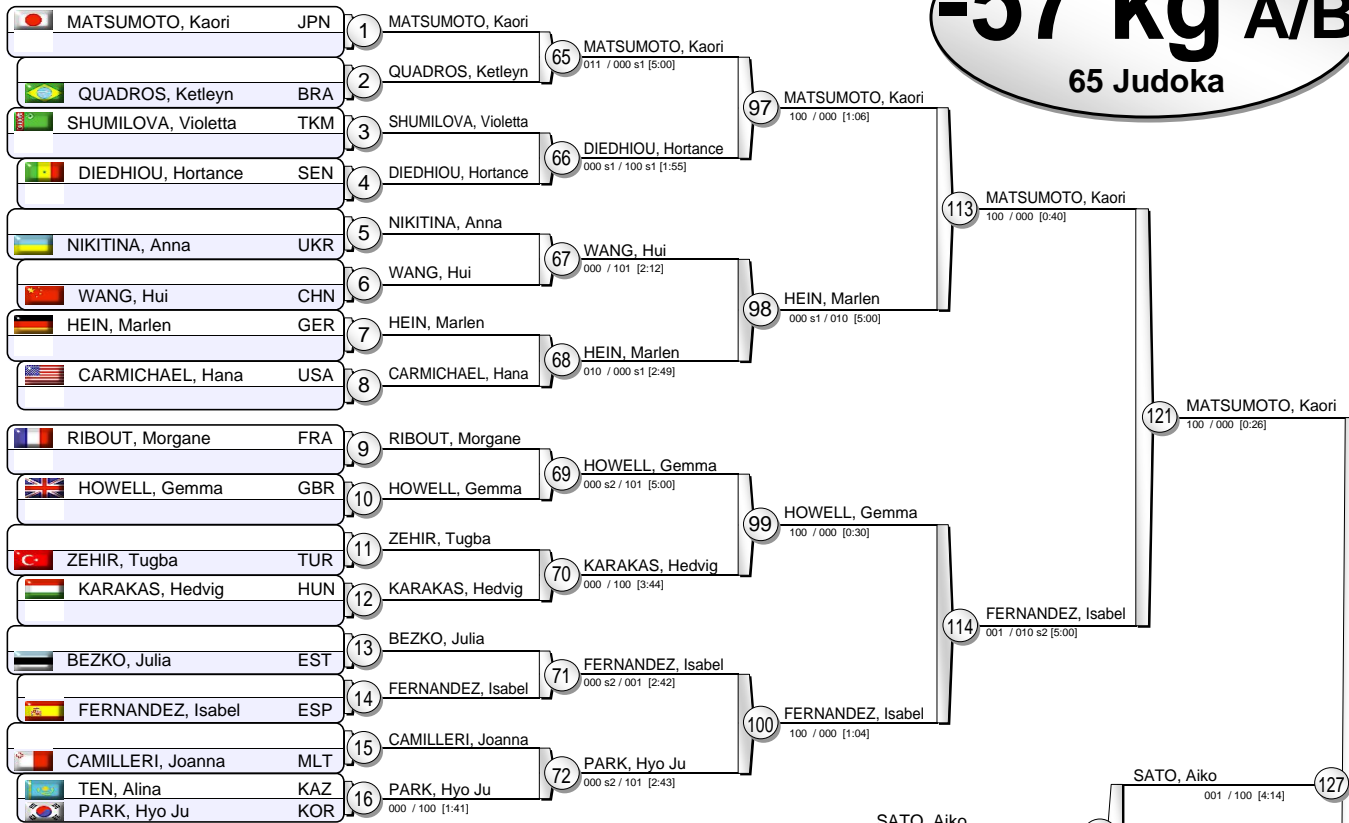 -57 kg A/B
65 Judoka
MATSUMOTO, Kaori JPN
QUADROS, Ketleyn BRA
SHUMILOVA, Violetta TKM
DIEDHIOU, Hortance SEN
NIKITINA, Anna UKR
WANG, Hui CHN
HEIN, Marlen GER
CARMICHAEL, Hana USA
RIBOUT, Morgane FRA
HOWELL, Gemma GBR
ZEHIR, Tugba TUR
KARAKAS, Hedvig HUN
BEZKO, Julia EST
FERNANDEZ, Isabel ESP
CAMILLERI, Joanna MLT
TEN, Alina KAZ
PARK, Hyo Ju KOR
1 MATSUMOTO, Kaori
2 QUADROS, Ketleyn
3 SHUMILOVA, Violetta
4 DIEDHIOU, Hortance
5 NIKITINA, Anna
6 WANG, Hui
7 HEIN, Marlen
8 CARMICHAEL, Hana
9 RIBOUT, Morgane
10 HOWELL, Gemma
11 ZEHIR, Tugba
12 KARAKAS, Hedvig
13 BEZKO, Julia
14 FERNANDEZ, Isabel
15 CAMILLERI, Joanna
16 PARK, Hyo Ju
000 / 100 [1:41]
65 MATSUMOTO, Kaori
011 / 000 s1 [5:00]
66 DIEDHIOU, Hortance
000 s1 / 100 s1 [1:55]
67 WANG, Hui
000 / 101 [2:12]
68 HEIN, Marlen
010 / 000 s1 [2:49]
69 HOWELL, Gemma
000 s2 / 101 [5:00]
70 KARAKAS, Hedvig
000 / 100 [3:44]
71 FERNANDEZ, Isabel
000 s2 / 001 [2:42]
72 PARK, Hyo Ju
000 s2 / 101 [2:43]
97 MATSUMOTO, Kaori
100 / 000 [1:06]
98 HEIN, Marlen
000 s1 / 010 [5:00]
99 HOWELL, Gemma
100 / 000 [0:30]
100 FERNANDEZ, Isabel
100 / 000 [1:04]
113 MATSUMOTO, Kaori
100 / 000 [0:40]
114 FERNANDEZ, Isabel
001 / 010 s2 [5:00]
121 MATSUMOTO, Kaori
100 / 000 [0:26]
SATO, Aiko 127
001 / 100 [4:14]
SATO, Aiko